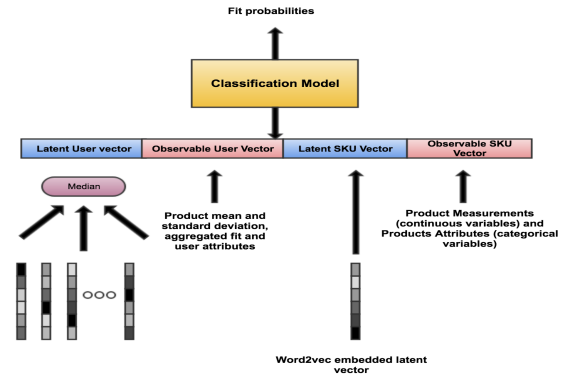 Fit probabilities
Classification Model
Latent User vector
Observable User Vector
Latent SKU Vector
Observable SKU
Vector
Median
Product mean and
standard deviation,
aggregated fit and
user attributes
Product Measurements
(continuous variables) and
Products Attributes (categorical
variables)
Word2vec embedded latent
vector